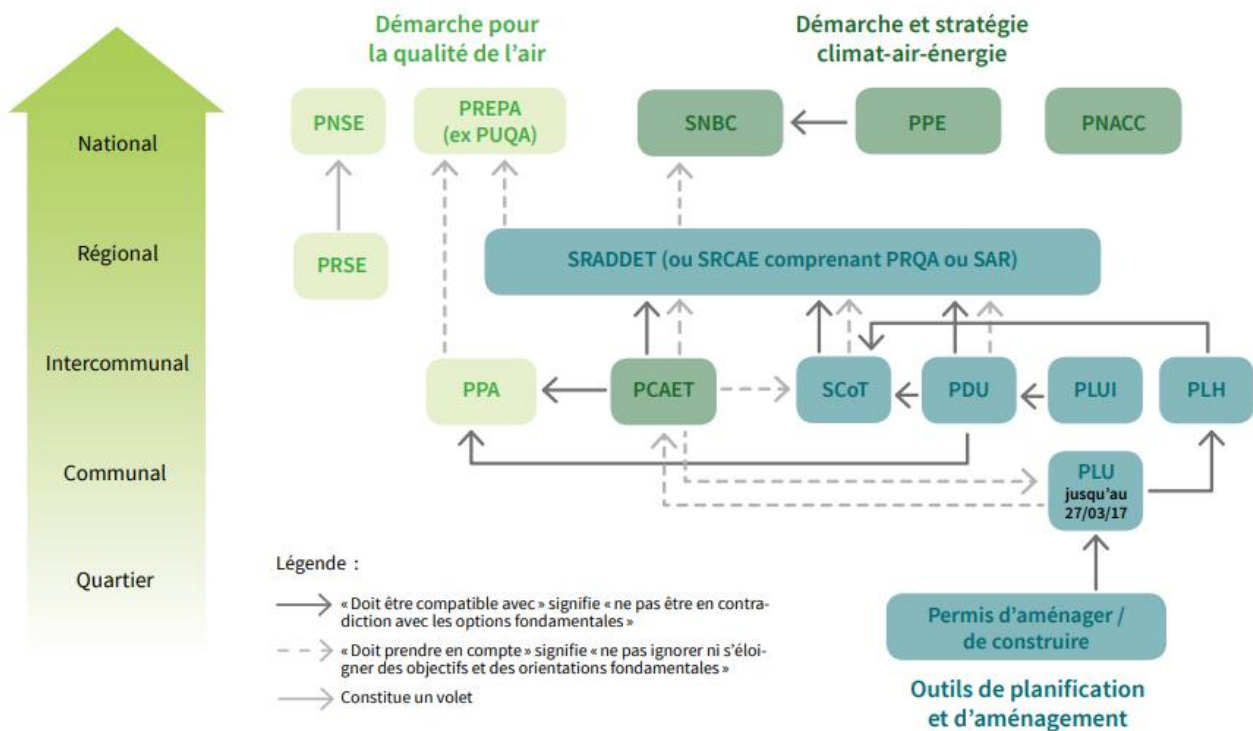 Démarche pour
la qualité de l’air
Démarche et stratégie
climat-air-énergie
National
PNSE
PREPA
(ex PUQA)
SNBC
PPE
PNACC
Régional
PRSE
SRADDET (ou SRCAE comprenant PRQA ou SAR)
Intercommunal
PPA
PCAET
SCoT
PDU
PLUI
PLH
Communal
PLU
jusqu’au
27/03/17
Quartier
Légende :
« Doit être compatible avec » signifie « ne pas être en contra-
diction avec les options fondamentales »
« Doit prendre en compte » signifie « ne pas ignorer ni s’éloi-
gner des objectifs et des orientations fondamentales »
Constitue un volet
Permis d’aménager /
de construire
Outils de planification
et d’aménagement